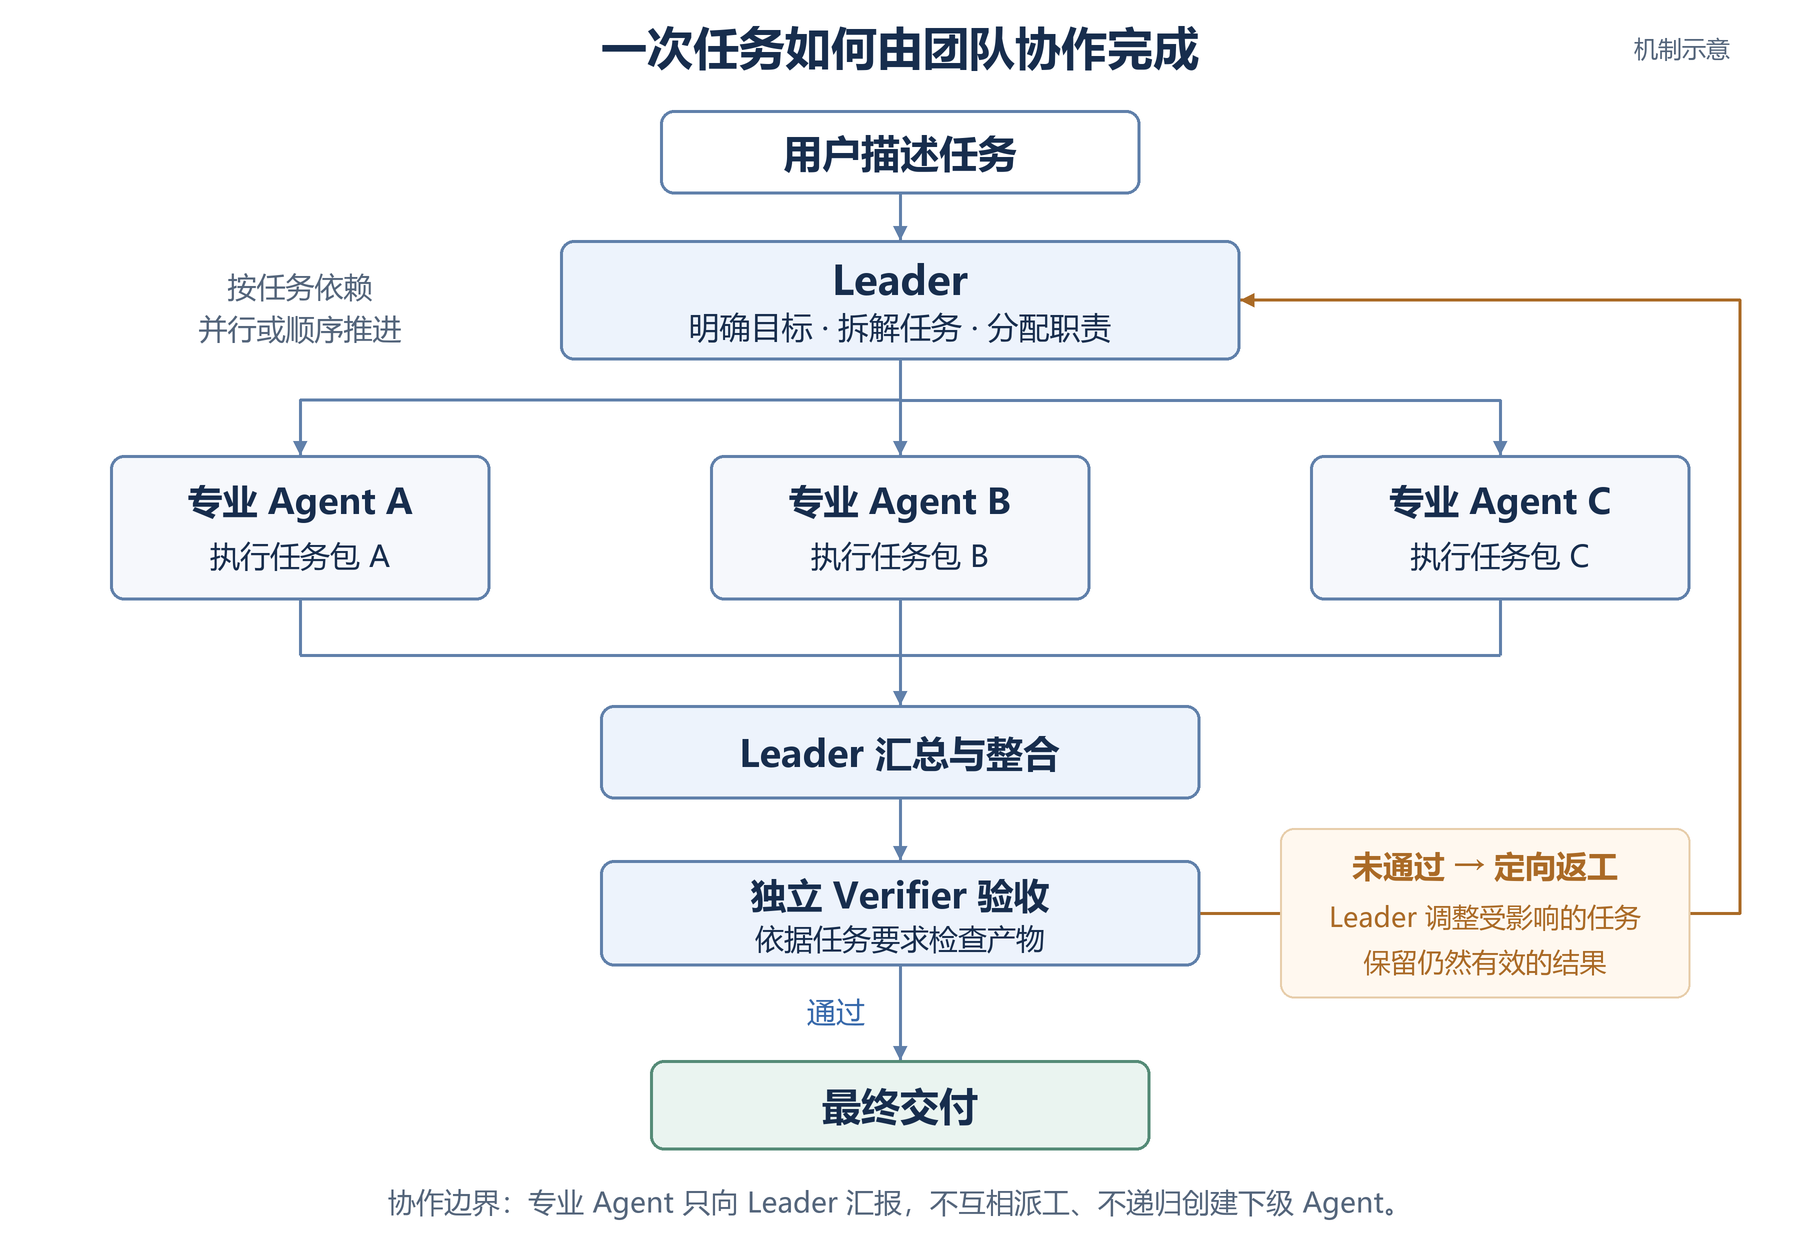 一次任务如何由团队协作完成
机制示意
用户描述任务
Leader
明确目标 · 拆解任务 · 分配职责
按任务依赖
并行或顺序推进
专业 Agent A
执行任务包 A
专业 Agent B
执行任务包 B
专业 Agent C
执行任务包 C
Leader 汇总与整合
独立 Verifier 验收
依据任务要求检查产物
未通过 → 定向返工
Leader 调整受影响的任务
保留仍然有效的结果
通过
最终交付
协作边界：专业 Agent 只向 Leader 汇报，不互相派工、不递归创建下级 Agent。